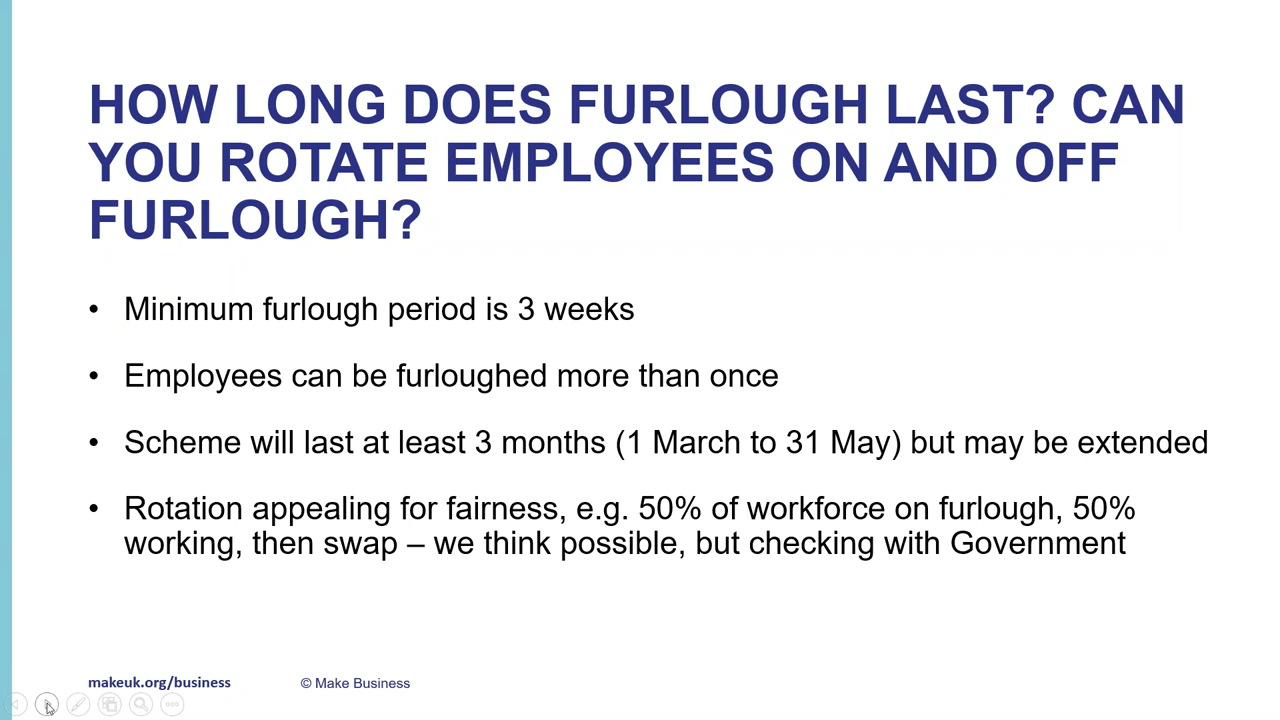 HOW LONG DOES FURLOUGH LAST? CAN
YOU ROTATE EMPLOYEES ON AND OFF
FURLOUGH?
• Minimum furlough period is 3 weeks
• Employees can be furloughed more than once
• Scheme will last at least 3 months (1 March to 31 May) but may be extended
• Rotation appealing for fairness, e.g. 50% of workforce on furlough, 50%
working, then swap – we think possible, but checking with Government
makeuk.org/business © Make Business